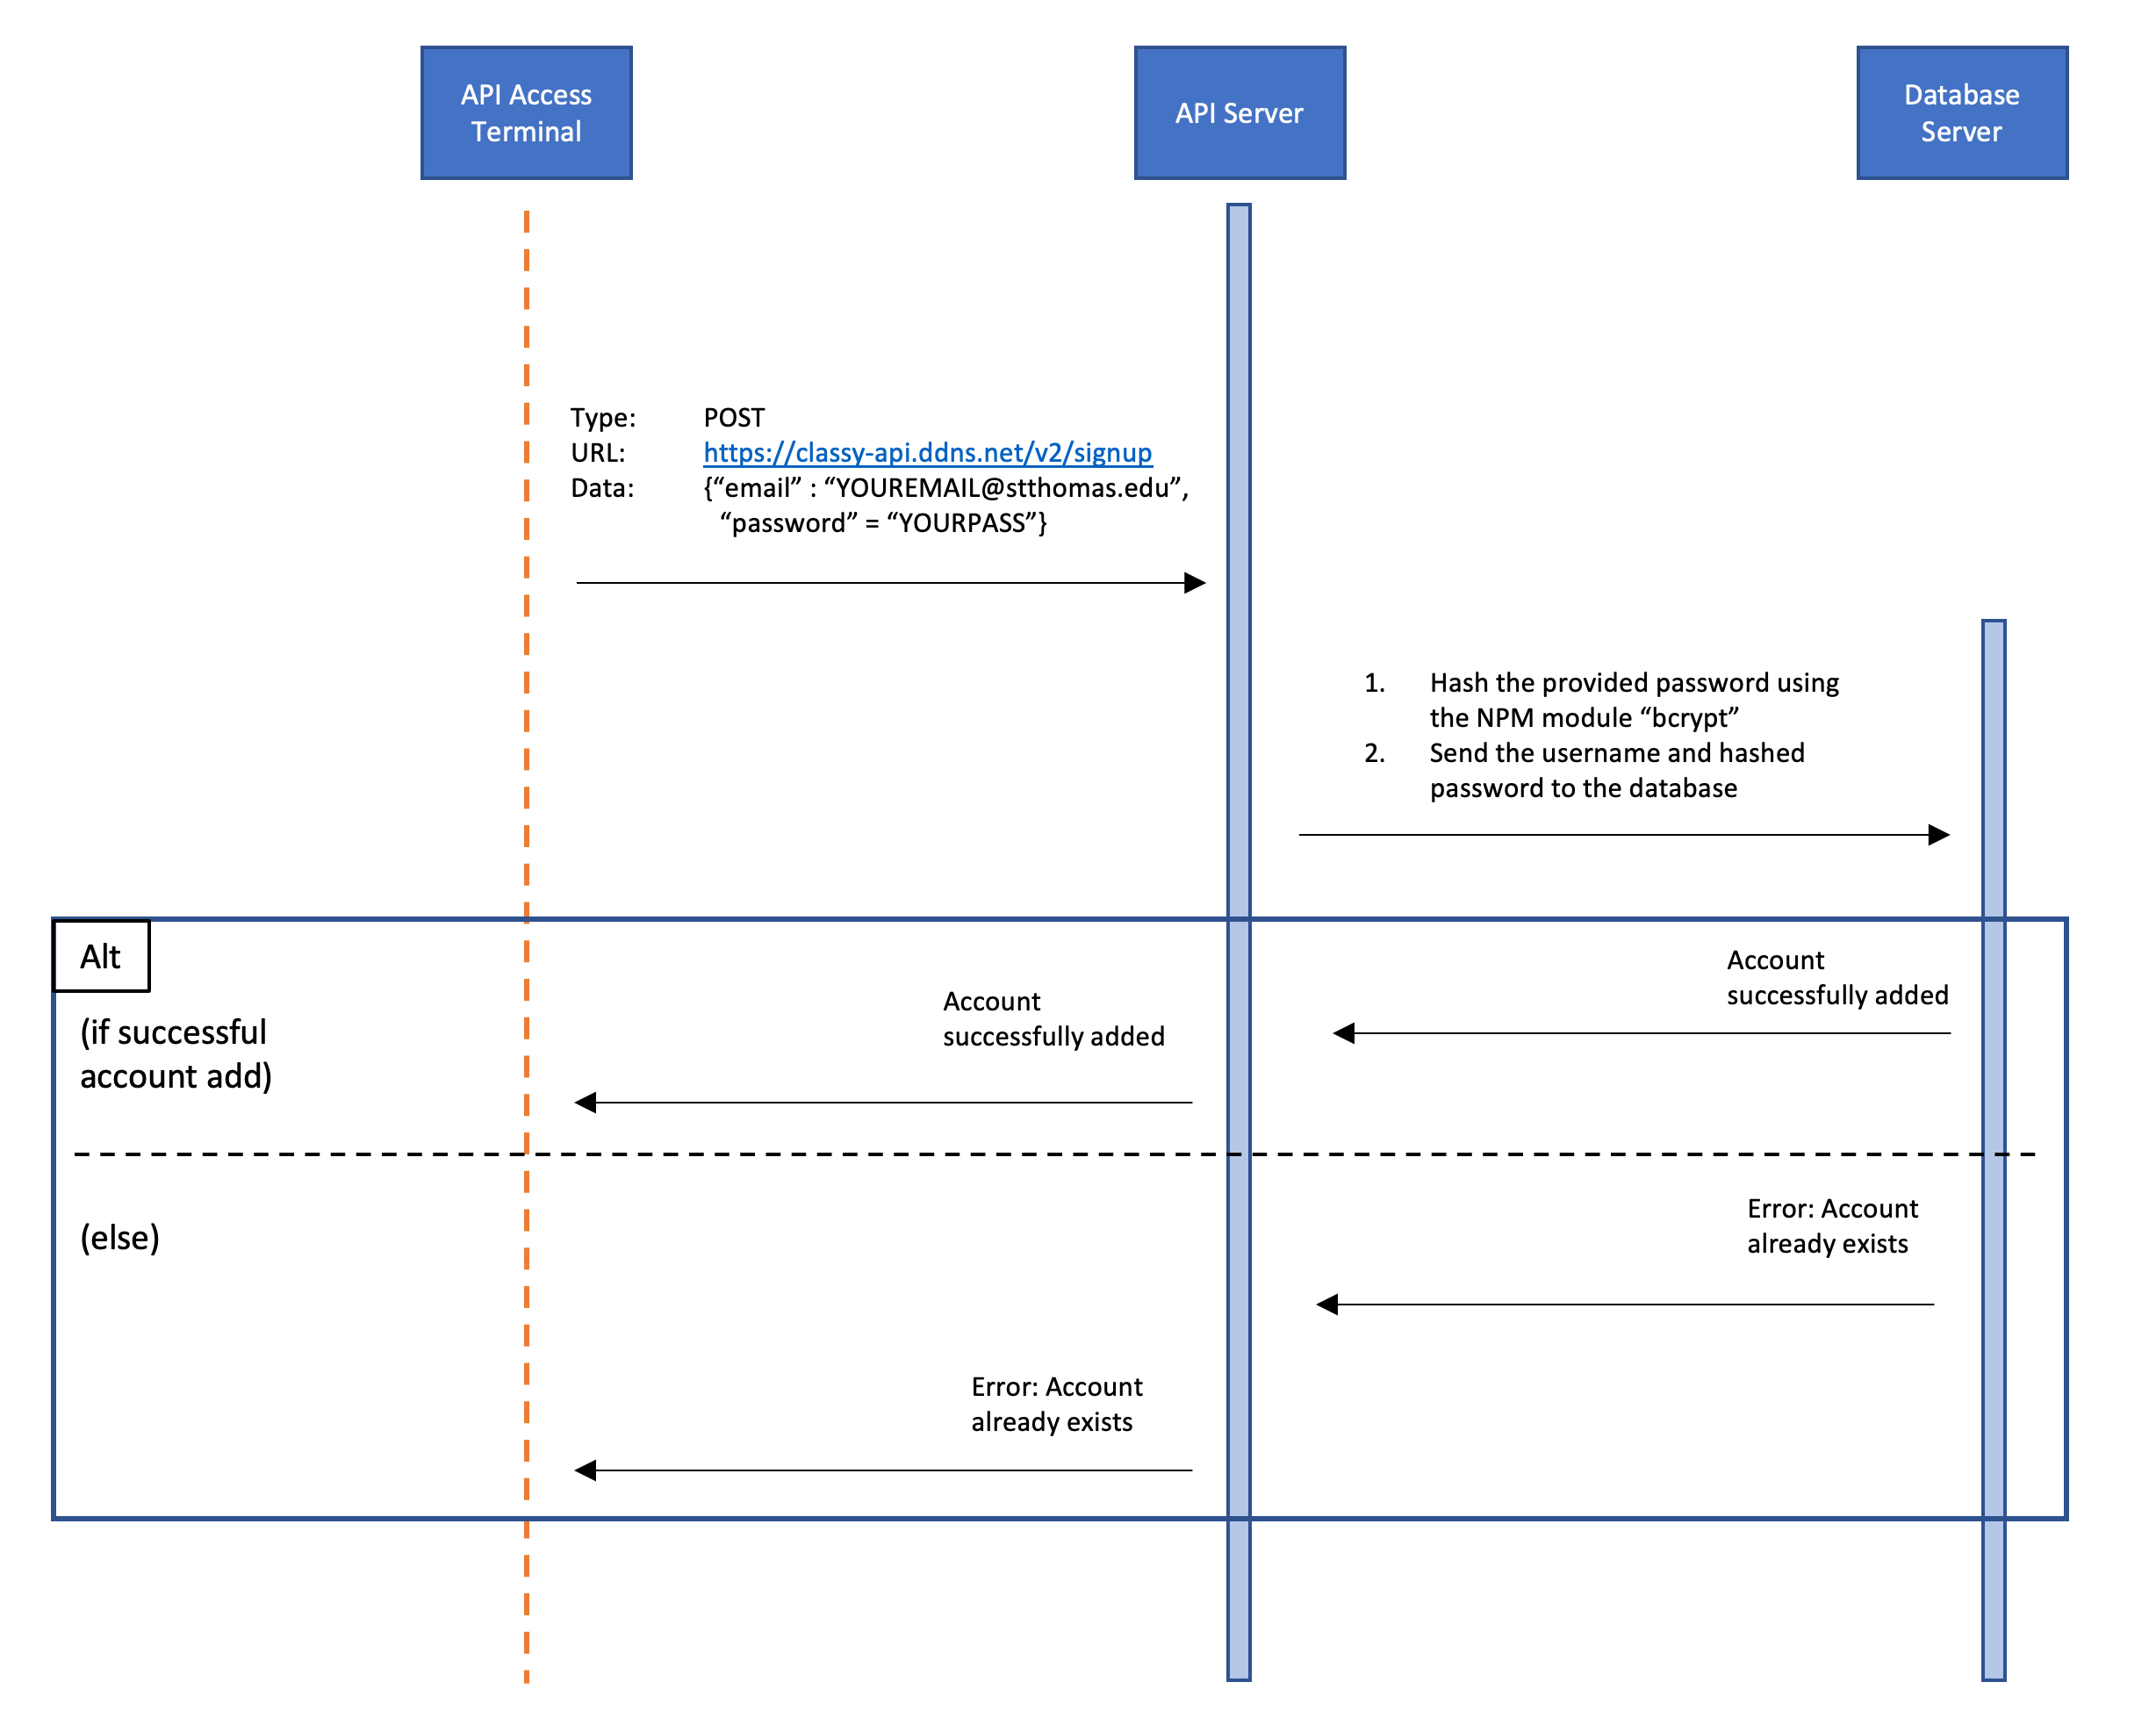 API Access
Terminal
API Server
Database
Server
Type: POST
URL: https://classy-api.ddns.net/v2/signup
Data: {“email” : “YOUREMAIL@stthomas.edu”,
“password” = “YOURPASS”}
1. Hash the provided password using
the NPM module “bcrypt”
2. Send the username and hashed
password to the database
Alt
(if successful
account add)
Account
successfully added
Account
successfully added
(else)
Error: Account
already exists
Error: Account
already exists